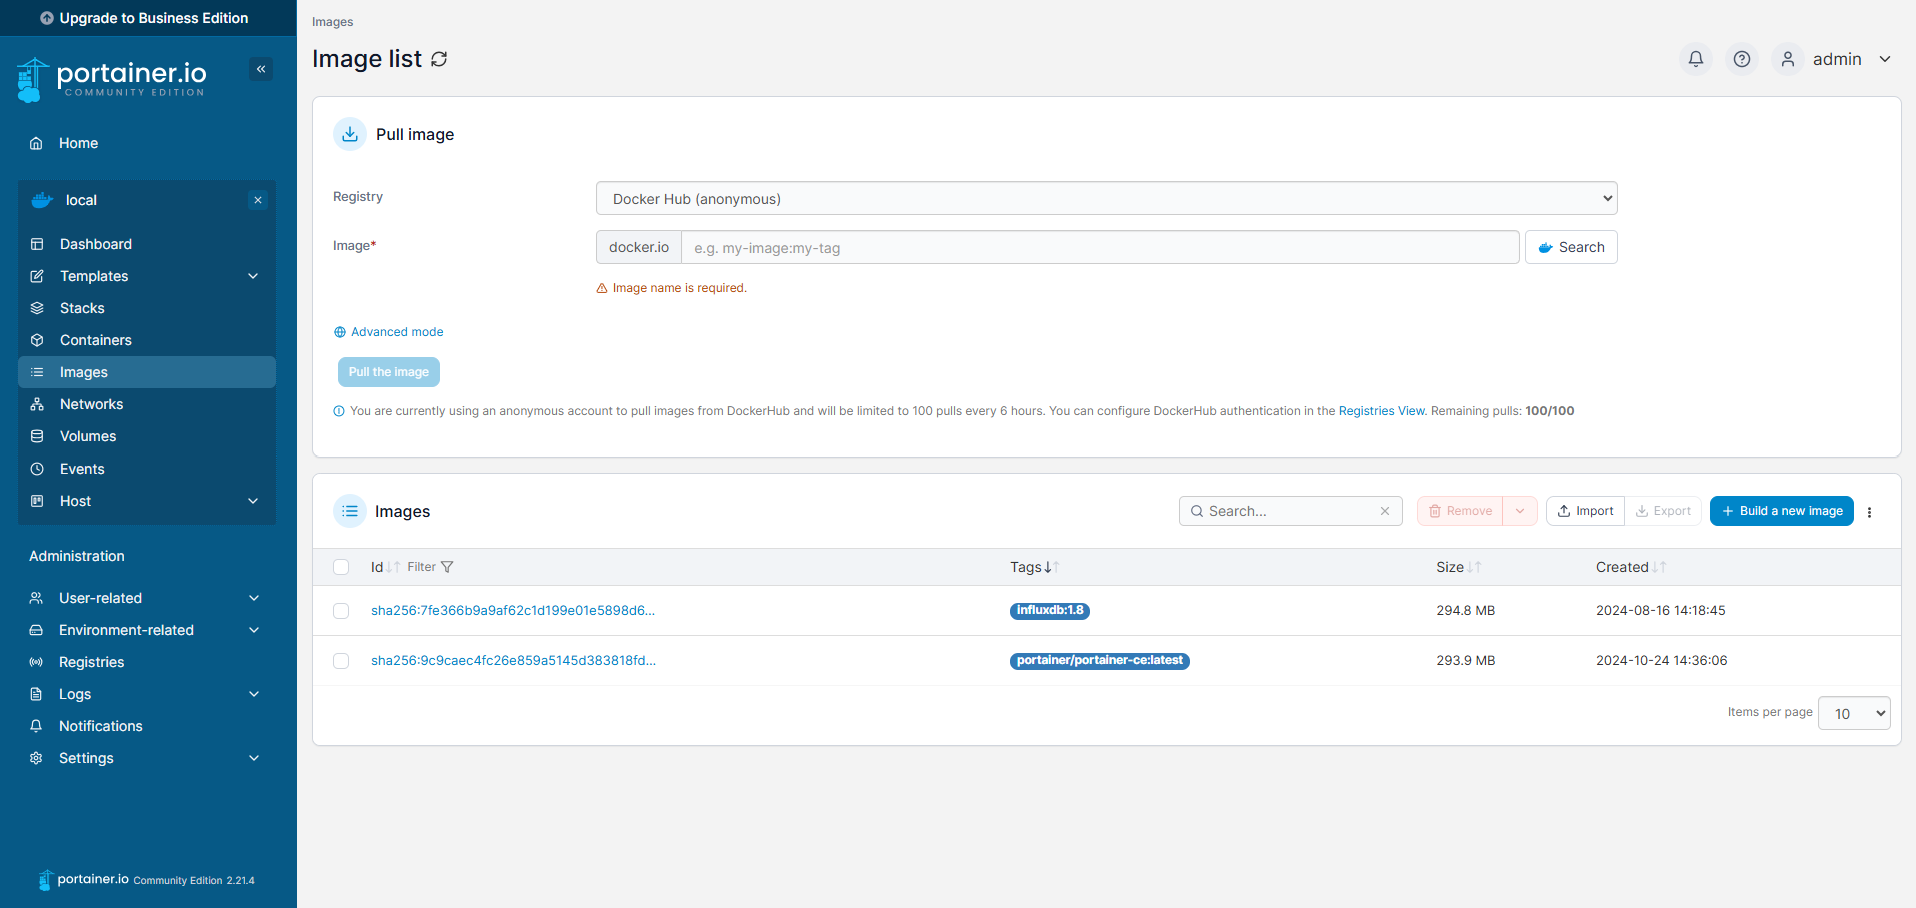 Upgrade to Business Edition
portainer.io
COMMUNITY EDITION
Home
local
Dashboard
Templates
Stacks
Containers
Images
Networks
Volumes
Events
Host
Administration
User-related
Environment-related
Registries
Logs
Notifications
Settings
portainer.io Community Edition 2.21.4
Images
Image list
admin
Pull image
Registry
Docker Hub (anonymous)
Image*
docker.io e.g. my-image:my-tag Search
Image name is required.
Advanced mode
Pull the image
You are currently using an anonymous account to pull images from DockerHub and will be limited to 100 pulls every 6 hours. You can configure DockerHub authentication in the Registries View. Remaining pulls: 100/100
Images Search... Remove Import Export Build a new image
Id Filter Tags Size Created
sha256:7fe366b9a9af62c1d199e01e5898d6... influxdb:1.8 294.8 MB 2024-08-16 14:18:45
sha256:9c9caec4fc26e859a5145d383818fd... portainer/portainer-ce:latest 293.9 MB 2024-10-24 14:36:06
Items per page 10